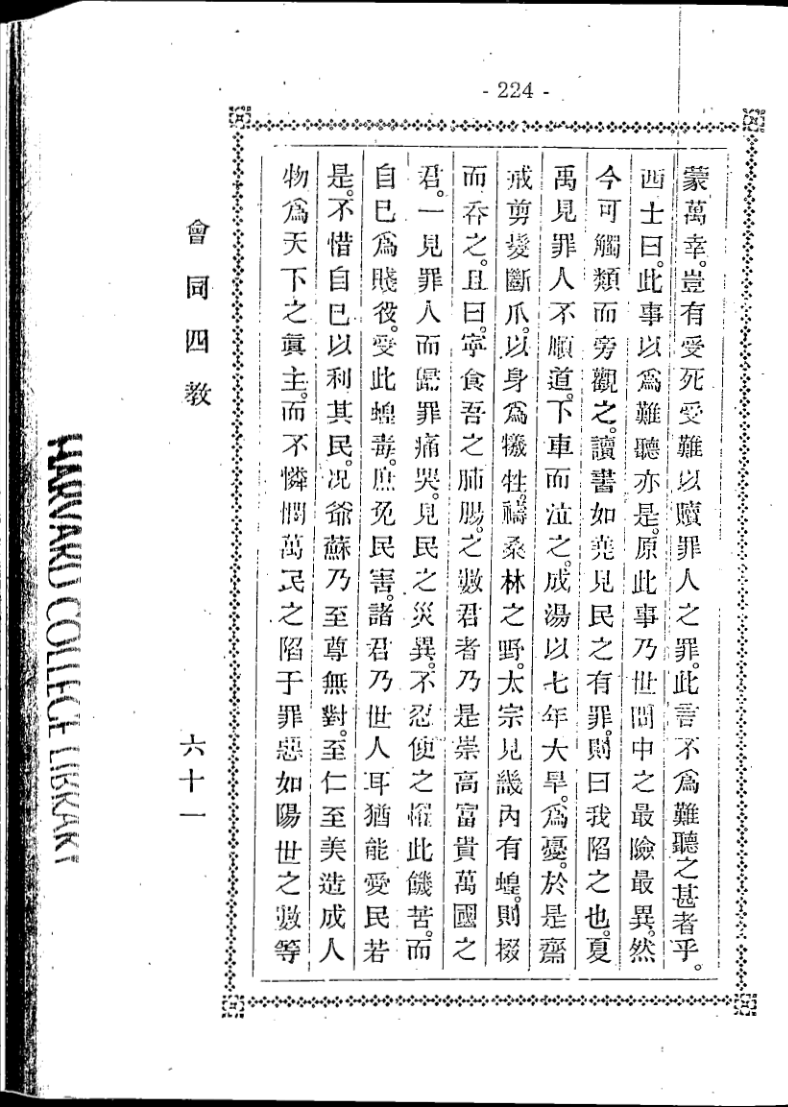 - 224 -
蒙萬幸。豈有受死受難以贖罪人之罪。此言不爲難聽之甚者乎。
西士曰。此事以爲難聽亦是。原此事乃世間中之最險最異。然
今可觸類而旁觀之。讀書如堯見民之有罪。則曰我陷之也。夏
禹見罪人不順道。下車而泣之。成湯以七年大旱。爲憂。於是齋
戒剪髮斷爪。以身爲犧牲。禱桑林之野。太宗見畿內有蝗。則掇
而吞之。且曰。寧食吾之肺腸。之數君者乃是崇高富貴萬國之
君。一見罪人而歸罪痛哭。見民之災異。不忍使之罹此饑苦。而
自己爲賤役。受此蝗毒。庶免民害。諸君乃世人耳猶能愛民若
是。不惜自己以利其民。况爺蘇乃至尊無對。至仁至美造成人
物爲天下之眞主。而不憐憫萬民之陷于罪惡如陽世之數等
會同四教
六十一
HARVARD COLLEGE LIBRARY